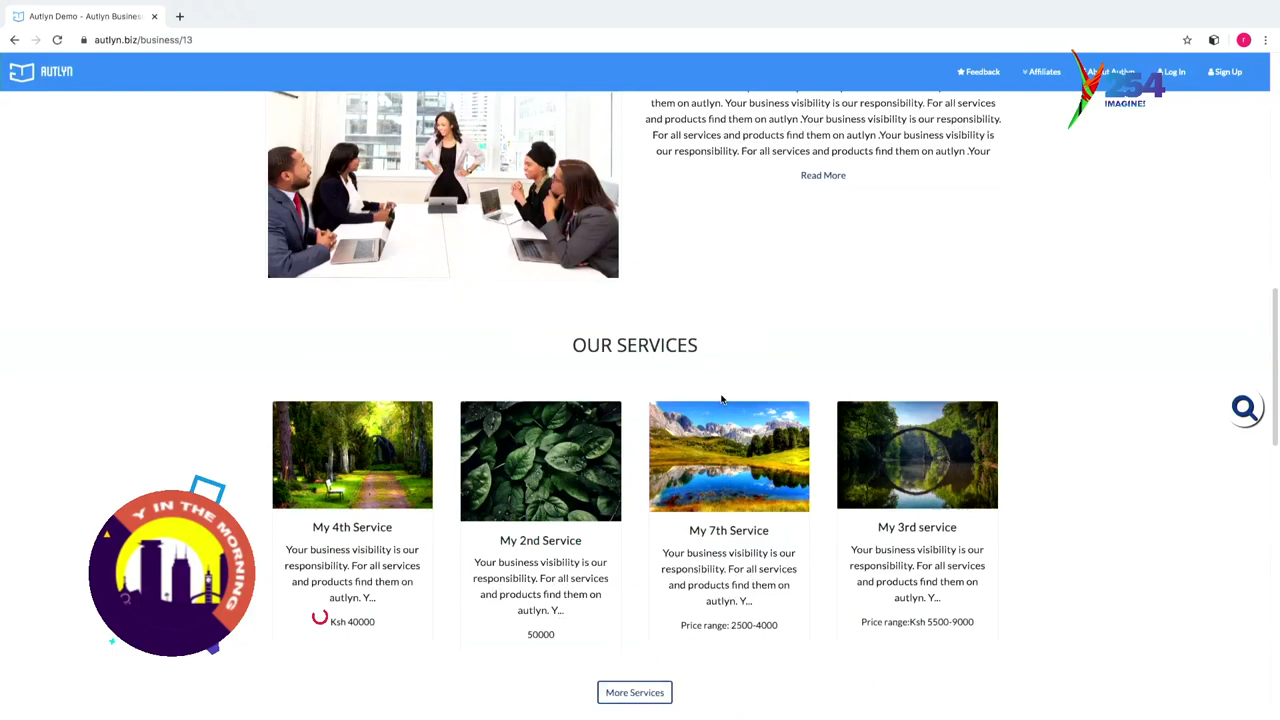 Autlyn Demo - Autlyn Busines
autlyn.biz/business/13
r
AUTLYN
Feedback
Affiliates
About Autlyn
Log In
Sign Up
254
IMAGINE!
them on autlyn. Your business visibility is our responsibility. For all services
and products find them on autlyn .Your business visibility is our responsibility.
For all services and products find them on autlyn .Your business visibility is
our responsibility. For all services and products find them on autlyn .Your
Read More
OUR SERVICES
My 4th Service
Your business visibility is our
responsibility. For all services
and products find them on
autlyn. Y...
Ksh 40000
My 2nd Service
Your business visibility is our
responsibility. For all services
and products find them on
autlyn. Y...
50000
My 7th Service
Your business visibility is our
responsibility. For all services
and products find them on
autlyn. Y...
Price range: 2500-4000
My 3rd service
Your business visibility is our
responsibility. For all services
and products find them on
autlyn. Y...
Price range:Ksh 5500-9000
More Services
Y IN THE MORNING